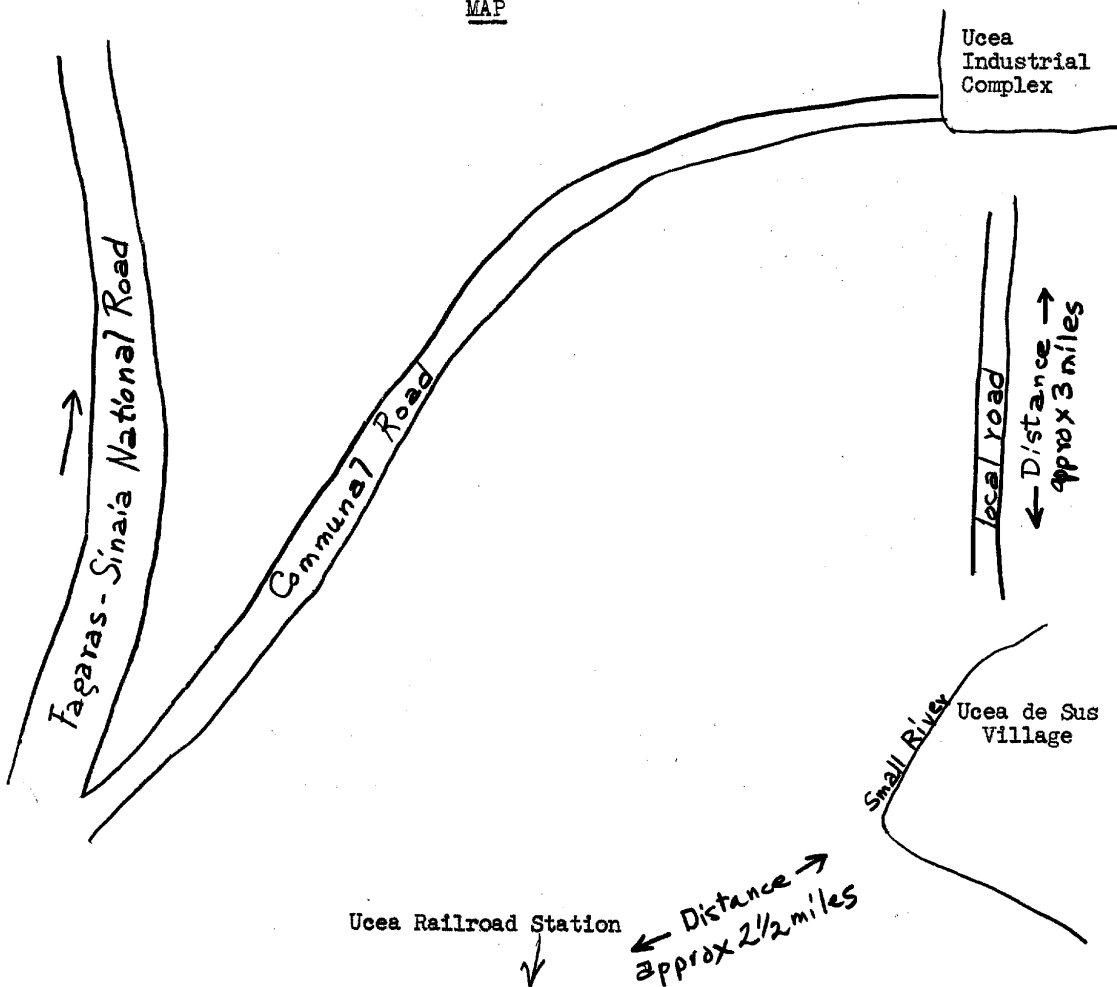 MAP
Ucea
Industrial
Complex
Fagaras - Sinaia National Road
Communal Road
local road
← Distance →
approx 3 miles
Small River
Ucea de Sus
Village
Ucea Railroad Station
← Distance →
approx 2½ miles